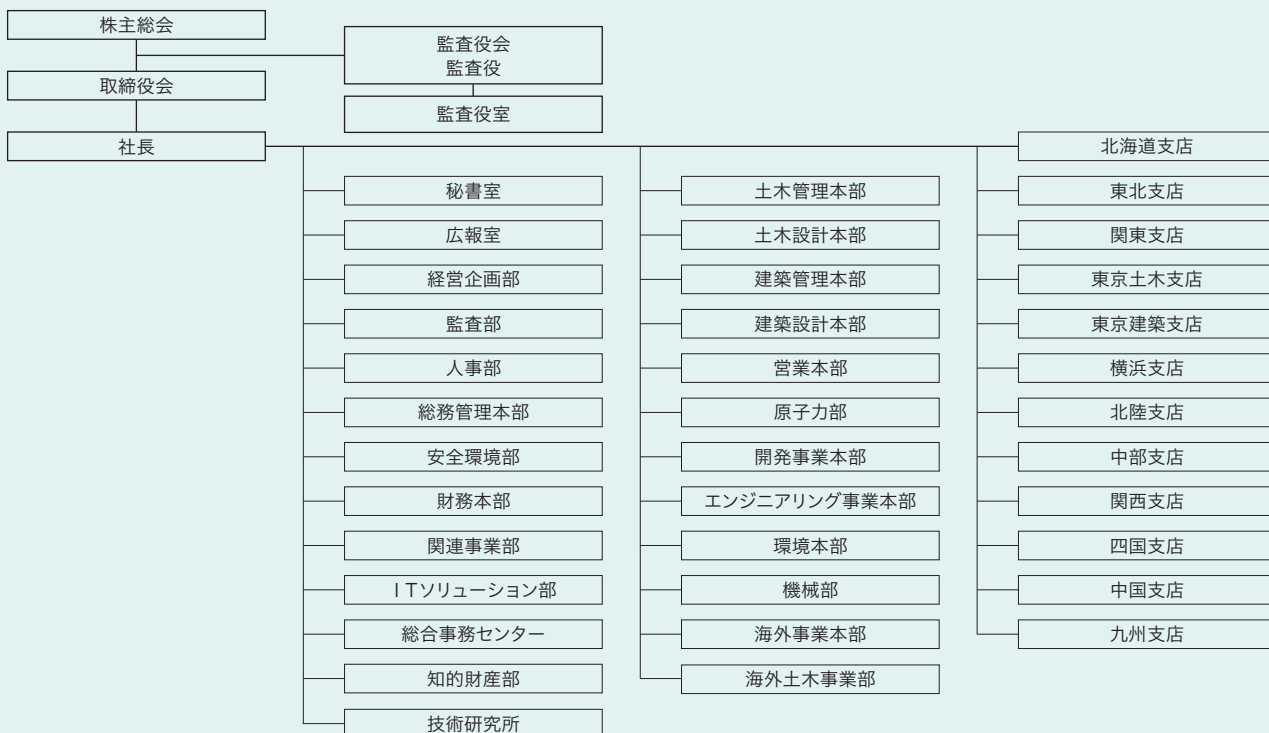 株主総会
監査役会
監査役
取締役会
監査役室
社長
秘書室
広報室
経営企画部
監査部
人事部
総務管理本部
安全環境部
財務本部
関連事業部
ITソリューション部
総合事務センター
知的財産部
技術研究所
土木管理本部
土木設計本部
建築管理本部
建築設計本部
営業本部
原子力部
開発事業本部
エンジニアリング事業本部
環境本部
機械部
海外事業本部
海外土木事業部
北海道支店
東北支店
関東支店
東京土木支店
東京建築支店
横浜支店
北陸支店
中部支店
関西支店
四国支店
中国支店
九州支店